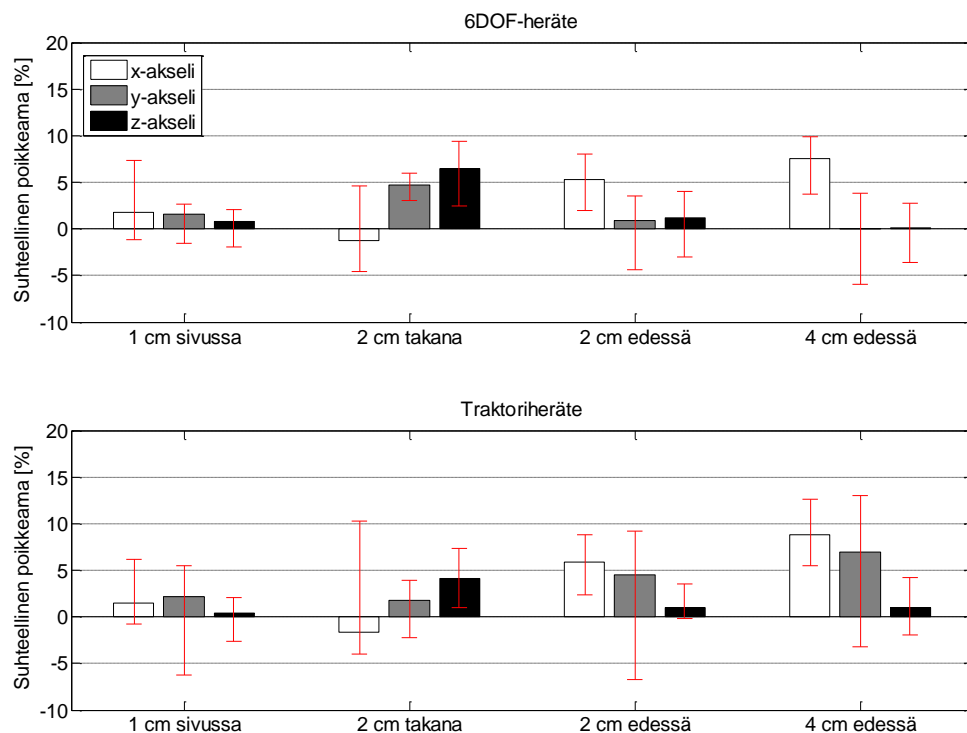 6DOF-heräte
Suhteellinen poikkeama [%]
20
15
10
5
0
-5
-10
x-akseli
y-akseli
z-akseli
1 cm sivussa
2 cm takana
2 cm edessä
4 cm edessä
Traktoriheräte
Suhteellinen poikkeama [%]
20
15
10
5
0
-5
-10
1 cm sivussa
2 cm takana
2 cm edessä
4 cm edessä